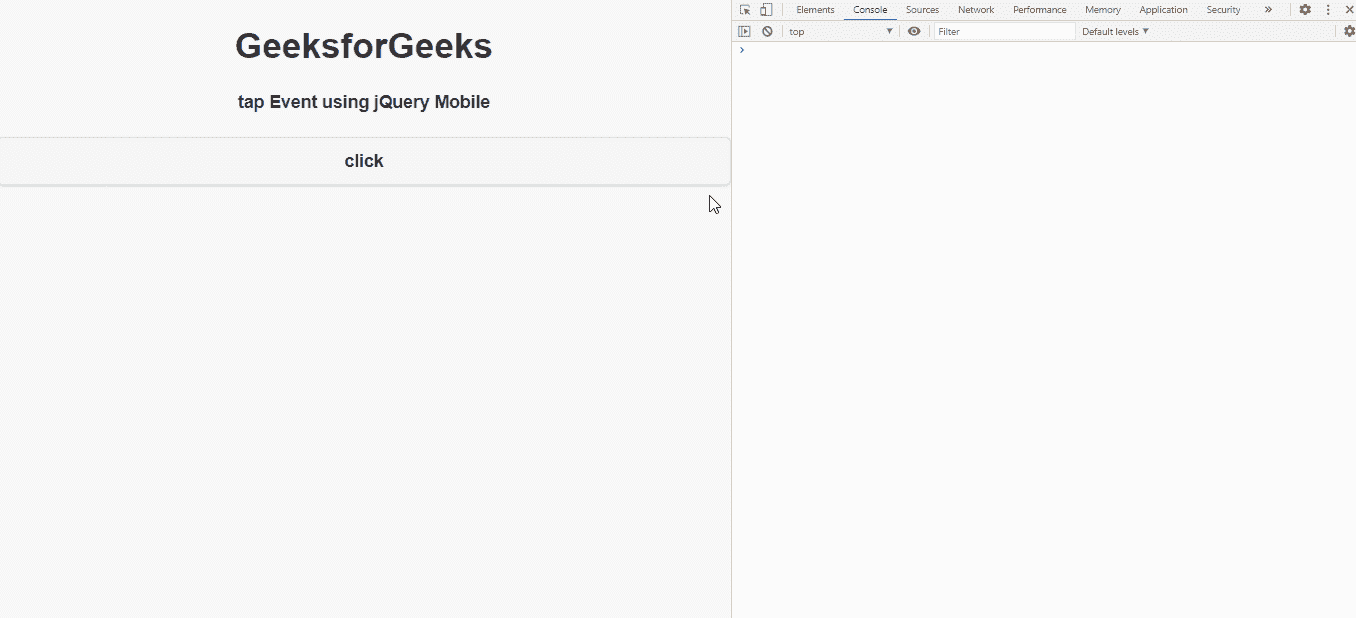 GeeksforGeeks
tap Event using jQuery Mobile
click
Elements Console Sources Network Performance Memory Application Security »
top ▼ Filter Default levels ▼